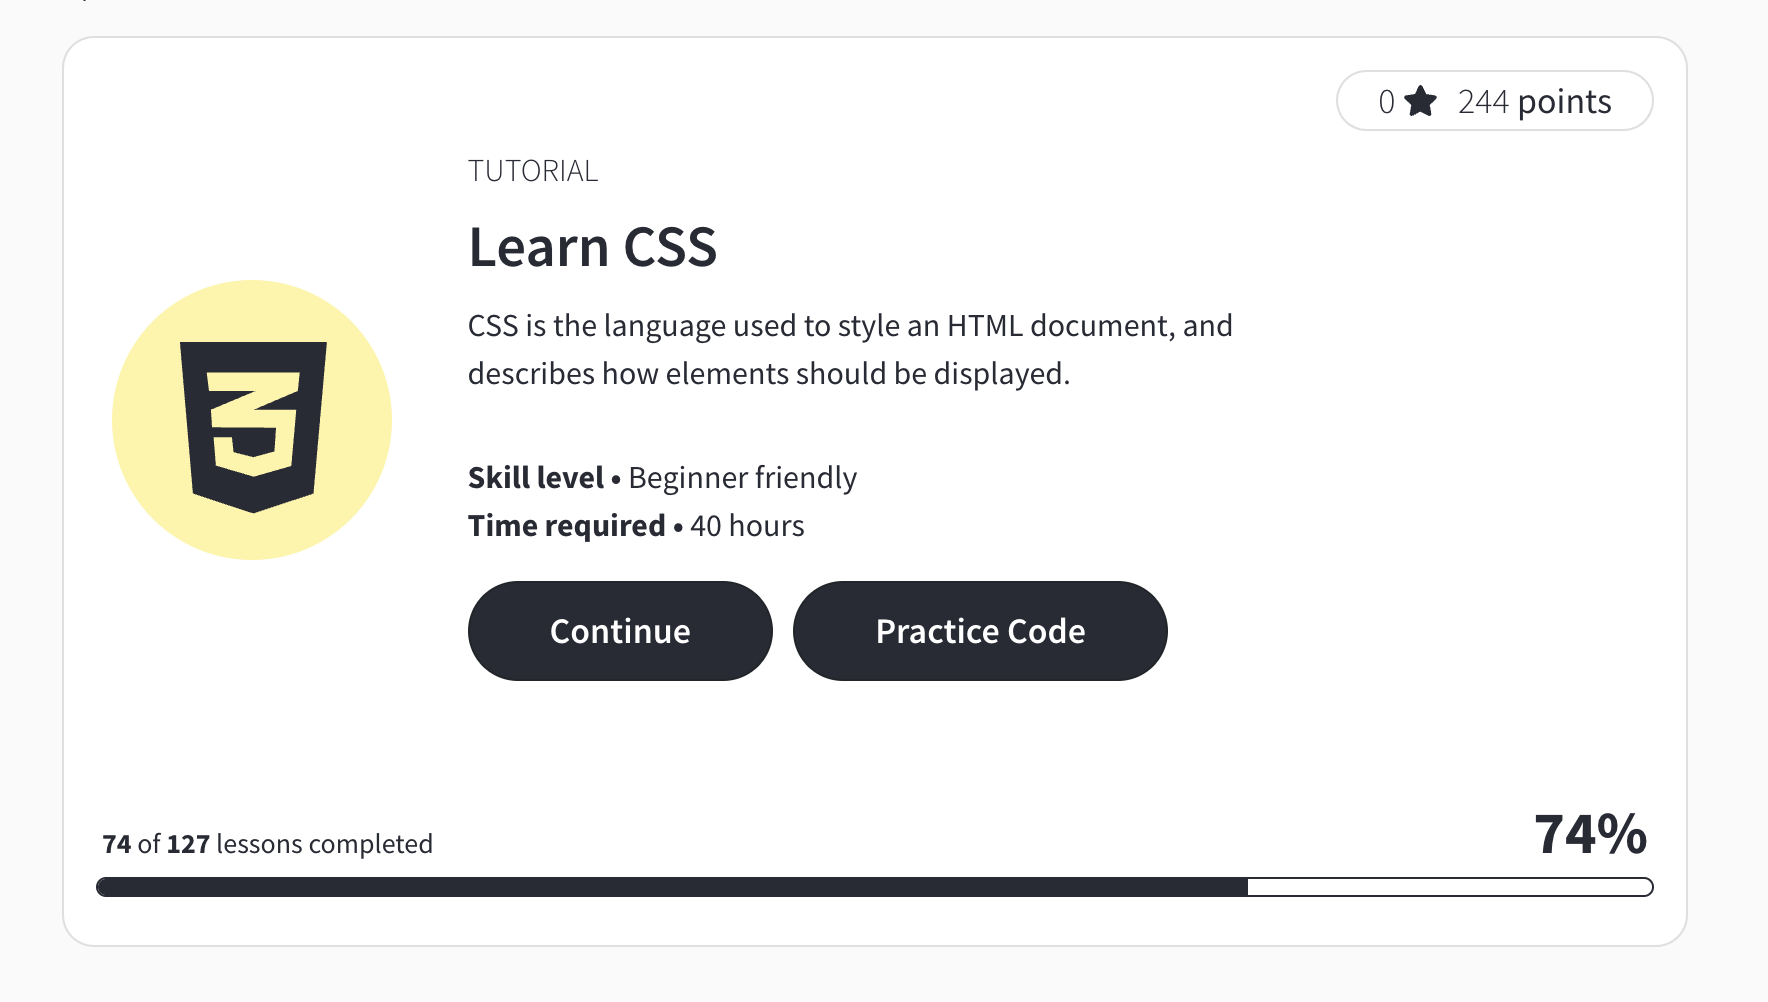 0 ★ 244 points
TUTORIAL
Learn CSS
CSS is the language used to style an HTML document, and
describes how elements should be displayed.
Skill level • Beginner friendly
Time required • 40 hours
Continue
Practice Code
74 of 127 lessons completed
74%